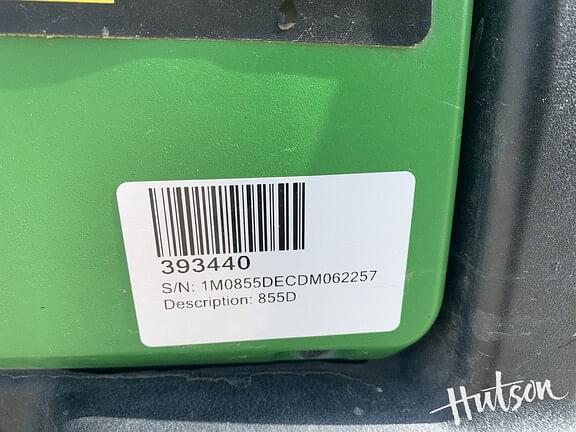 393440
S/N: 1M0855DECDM062257
Description: 855D
Hutson